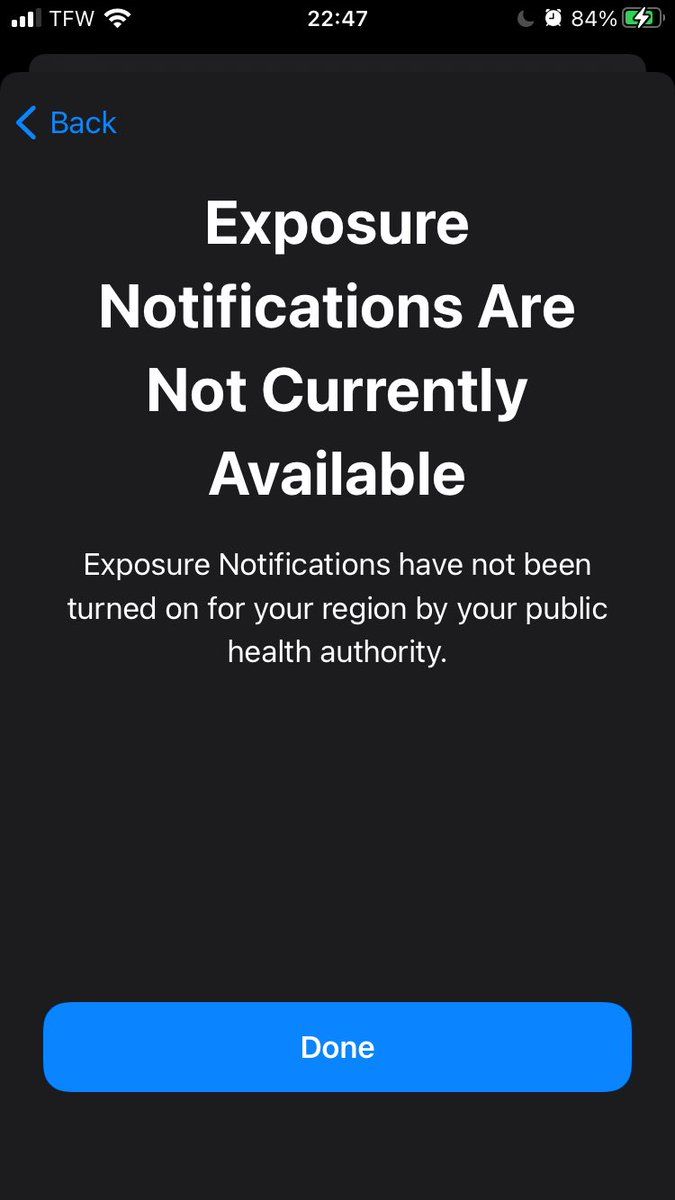 TFW 22:47 84%
Back
Exposure
Notifications Are
Not Currently
Available
Exposure Notifications have not been
turned on for your region by your public
health authority.
Done